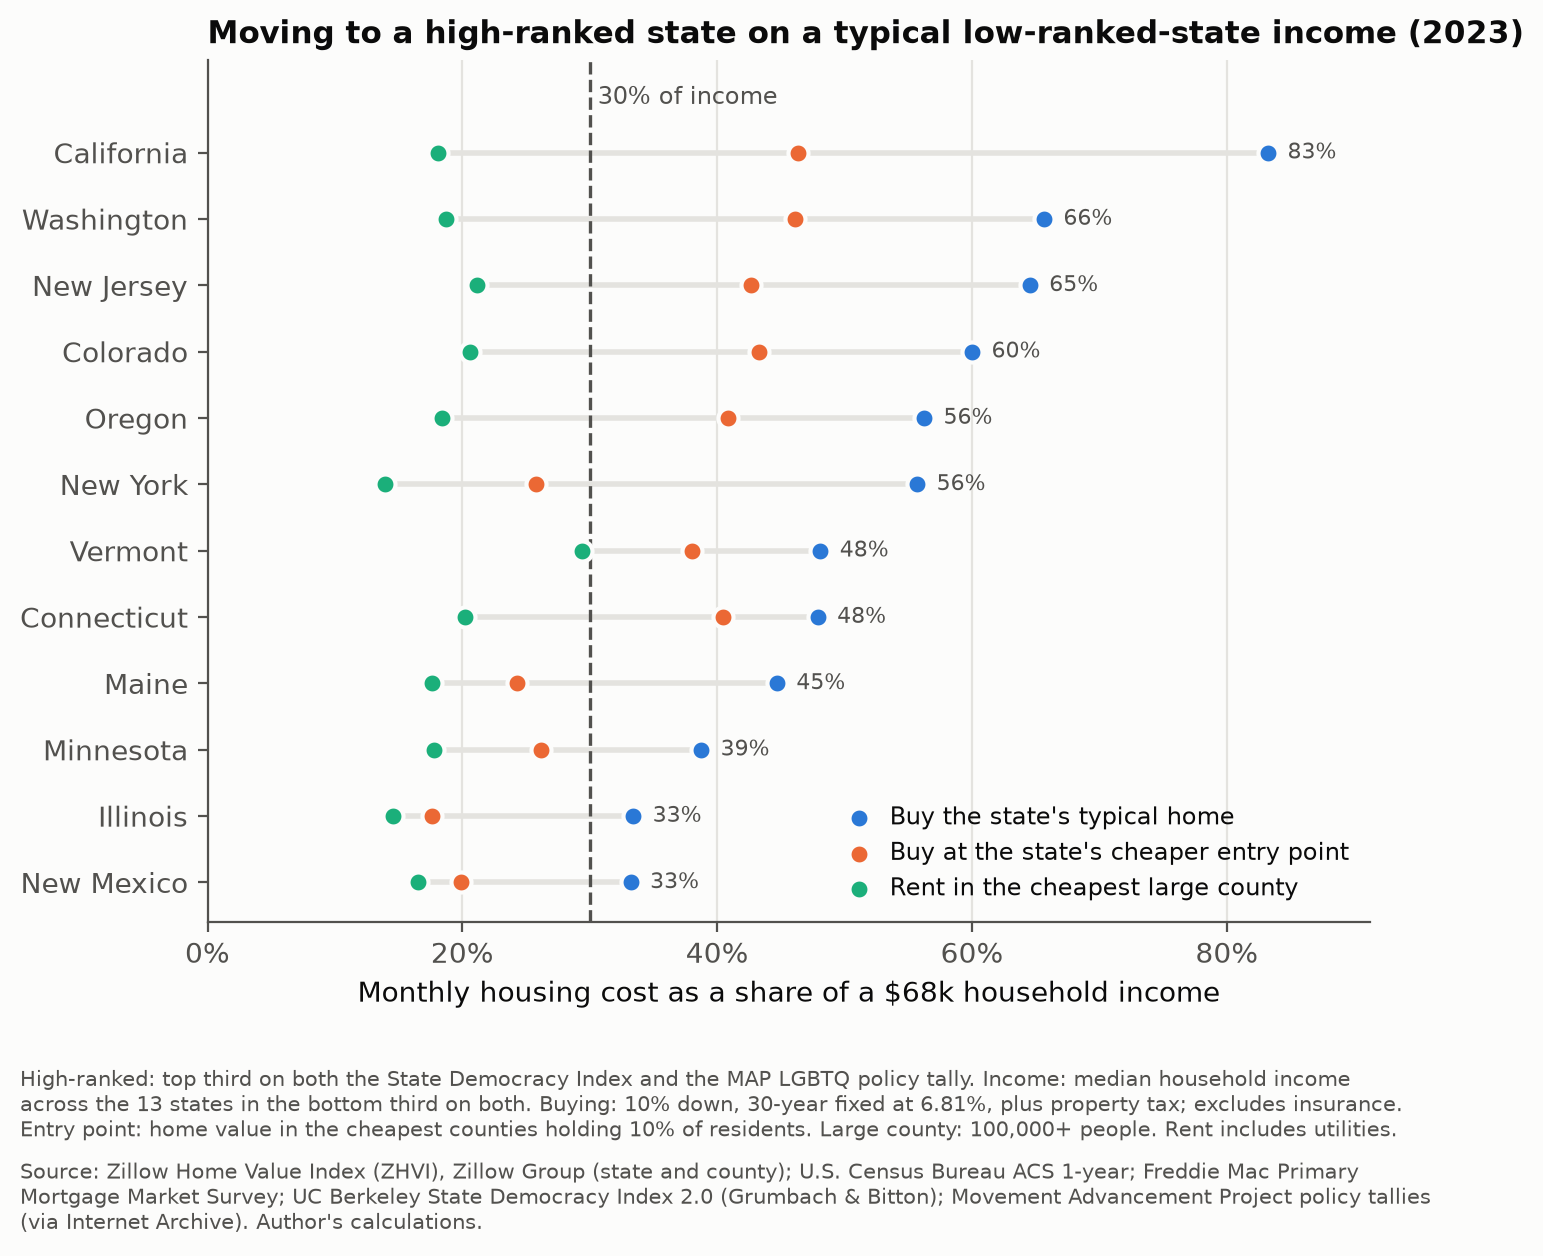 Moving to a high-ranked state on a typical low-ranked-state income (2023)
30% of income
California
83%
Washington
66%
New Jersey
65%
Colorado
60%
Oregon
56%
New York
56%
Vermont
48%
Connecticut
48%
Maine
45%
Minnesota
39%
Illinois
33%
New Mexico
33%
Buy the state's typical home
Buy at the state's cheaper entry point
Rent in the cheapest large county
0%
20%
40%
60%
80%
Monthly housing cost as a share of a $68k household income
High-ranked: top third on both the State Democracy Index and the MAP LGBTQ policy tally. Income: median household income
across the 13 states in the bottom third on both. Buying: 10% down, 30-year fixed at 6.81%, plus property tax; excludes insurance.
Entry point: home value in the cheapest counties holding 10% of residents. Large county: 100,000+ people. Rent includes utilities.
Source: Zillow Home Value Index (ZHVI), Zillow Group (state and county); U.S. Census Bureau ACS 1-year; Freddie Mac Primary
Mortgage Market Survey; UC Berkeley State Democracy Index 2.0 (Grumbach & Bitton); Movement Advancement Project policy tallies
(via Internet Archive). Author's calculations.